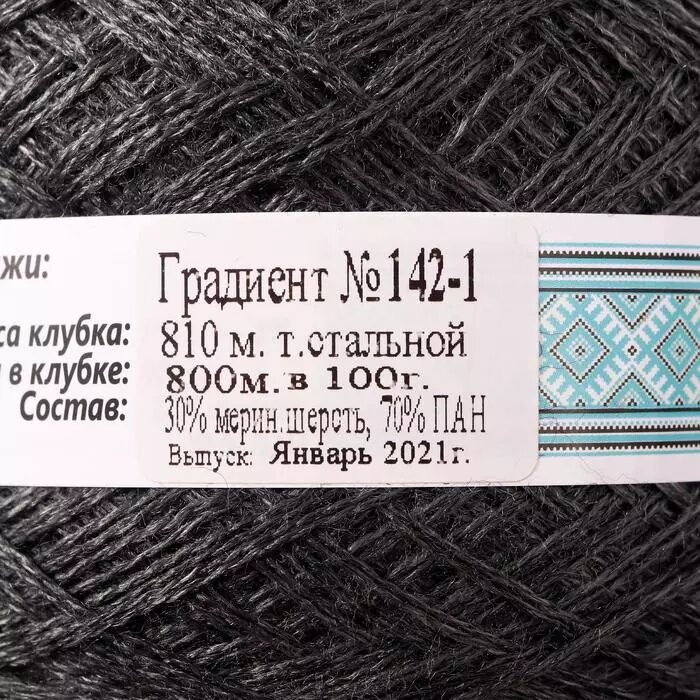 жи:
Градиент №142-1
са клубка: 810 м. т.стальной
в клубке: 800м. в 100г.
Состав: 30% мерин.шерсть, 70% ПАН
Выпуск: Январь 2021г.